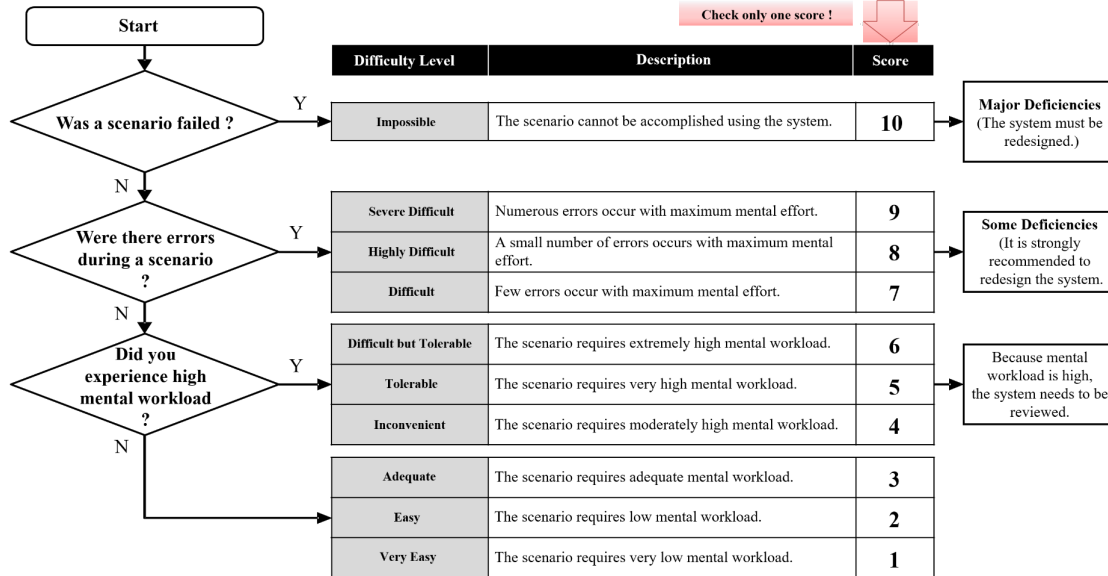 Start
Check only one score !
Difficulty Level
Description
Score
Was a scenario failed ?
Y
N
Impossible
The scenario cannot be accomplished using the system.
10
Major Deficiencies
(The system must be
redesigned.)
Were there errors
during a scenario
?
Y
N
Severe Difficult
Numerous errors occur with maximum mental effort.
9
Highly Difficult
A small number of errors occurs with maximum mental
effort.
8
Difficult
Few errors occur with maximum mental effort.
7
Some Deficiencies
(It is strongly
recommended to
redesign the system.
Did you
experience high
mental workload
?
Y
N
Difficult but Tolerable
The scenario requires extremely high mental workload.
6
Tolerable
The scenario requires very high mental workload.
5
Inconvenient
The scenario requires moderately high mental workload.
4
Because mental
workload is high,
the system needs to be
reviewed.
Adequate
The scenario requires adequate mental workload.
3
Easy
The scenario requires low mental workload.
2
Very Easy
The scenario requires very low mental workload.
1